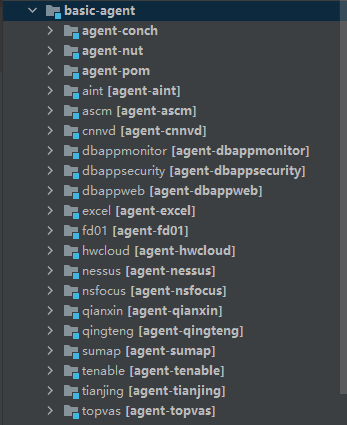 basic-agent
agent-conch
agent-nut
agent-pom
aint [agent-aint]
ascm [agent-ascm]
cnnvd [agent-cnnvd]
dbappmonitor [agent-dbappmonitor]
dbappsecurity [agent-dbappsecurity]
dbappweb [agent-dbappweb]
excel [agent-excel]
fd01 [agent-fd01]
hwcloud [agent-hwcloud]
nessus [agent-nessus]
nsfocus [agent-nsfocus]
qianxin [agent-qianxin]
qingteng [agent-qingteng]
sumap [agent-sumap]
tenable [agent-tenable]
tianjing [agent-tianjing]
topvas [agent-topvas]